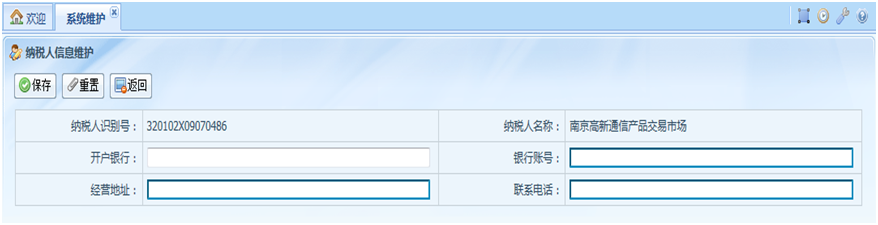 欢迎 系统维护
纳税人信息维护
保存 重置 返回
纳税人识别号： 320102X09070486 纳税人名称： 南京高新通信产品交易市场
开户银行： 银行账号：
经营地址： 联系电话：